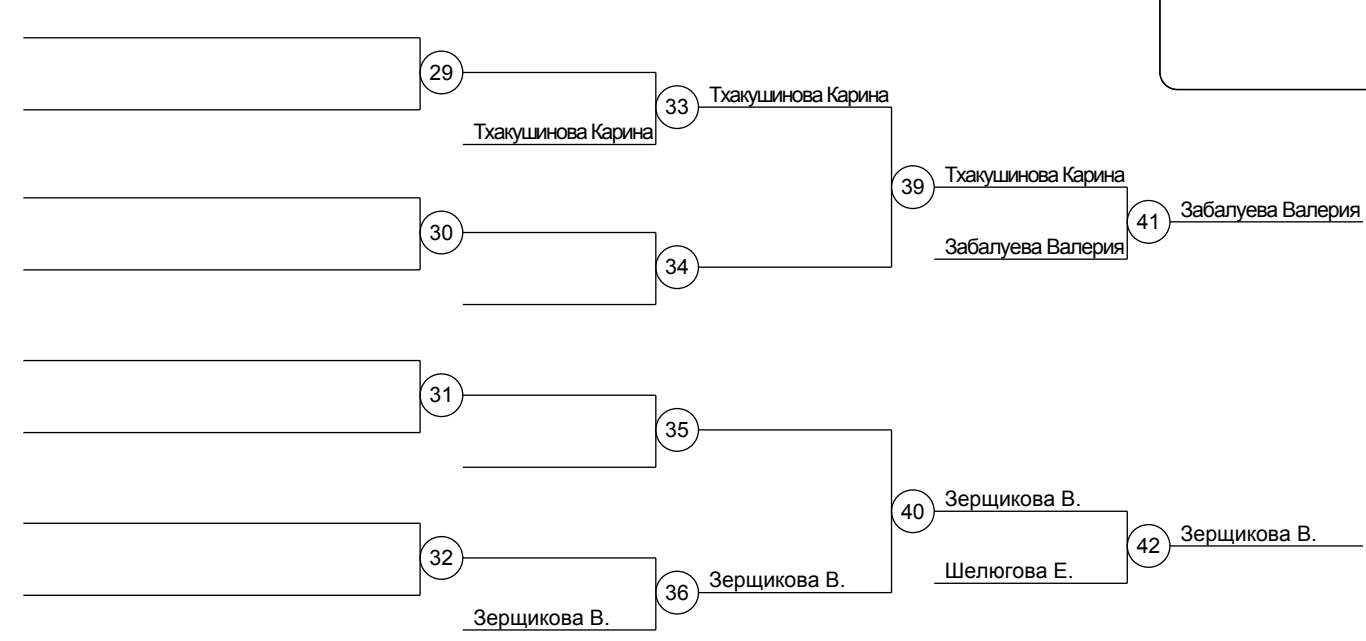 29
Тхакушинова Карина
33
Тхакушинова Карина
39
Тхакушинова Карина
30
41
Забалуева Валерия
Забалуева Валерия
34
31
35
40
Зерщикова В.
42
Зерщикова В.
32
Шелюгова Е.
36
Зерщикова В.
Зерщикова В.